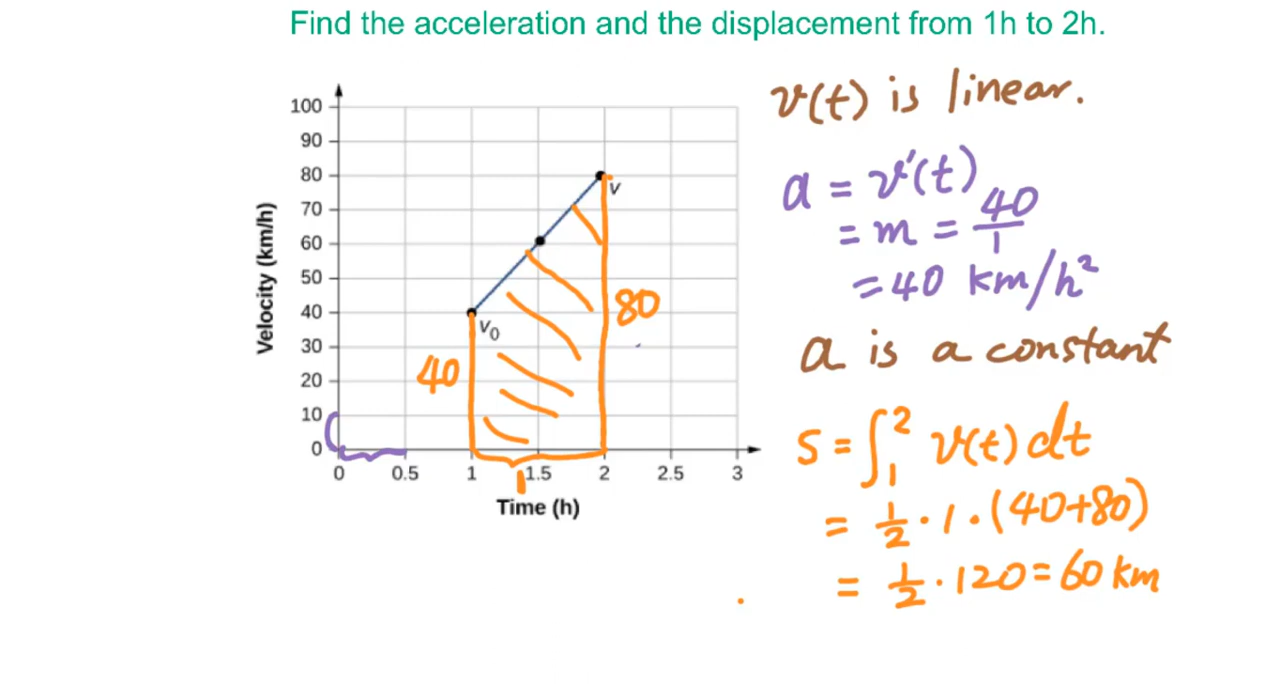 Find the acceleration and the displacement from 1h to 2h.
v(t) is linear.
a = v'(t)
= m = 40/1
= 40 km/h²
a is a constant
s = ∫₁² v(t) dt
= 1/2 · 1 · (40+80)
= 1/2 · 120 = 60 km
Velocity (km/h)
100
90
80
70
60
50
40
30
20
10
0
v
v₀
80
40
0 0.5 1 1.5 2 2.5 3
1
Time (h)